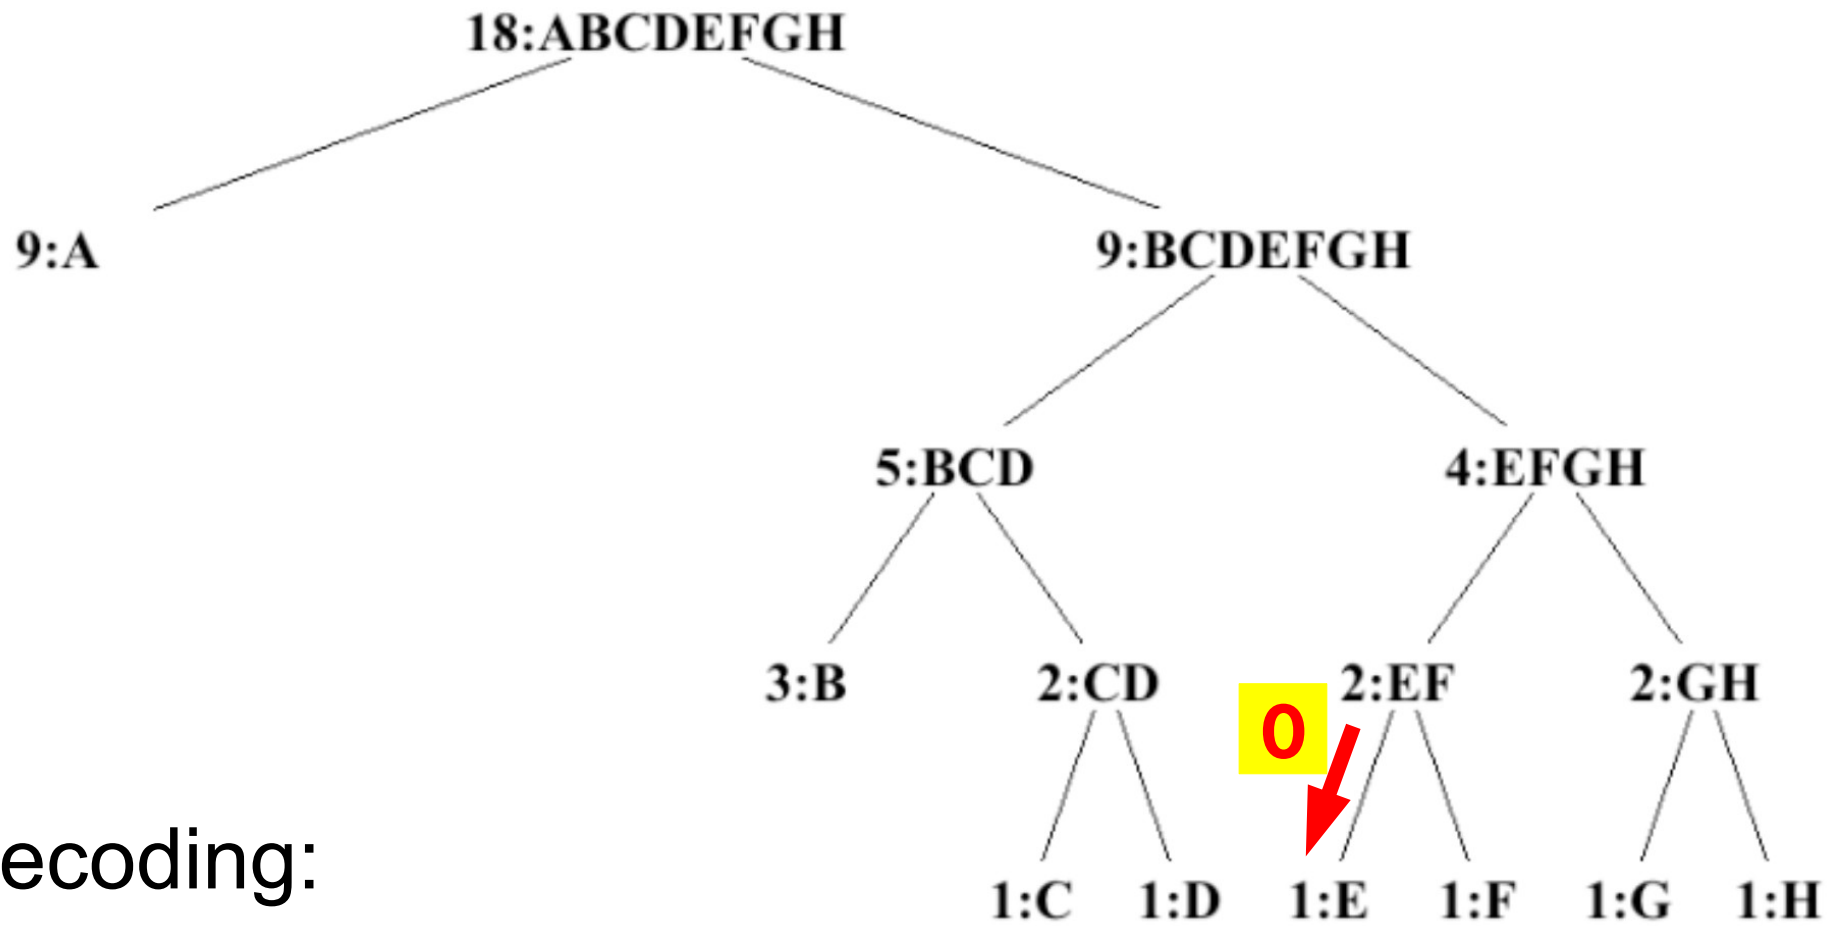 18:ABCDEFGH
9:A 9:BCDEFGH
5:BCD 4:EFGH
3:B 2:CD 2:EF 2:GH
0
ecoding:
1:C 1:D 1:E 1:F 1:G 1:H